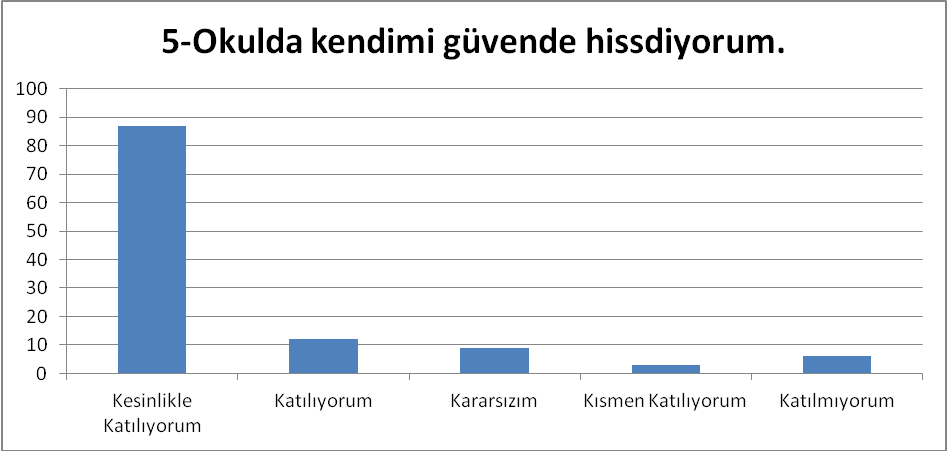 5-Okulda kendimi güvende hissdiyorum.
100
90
80
70
60
50
40
30
20
10
0
Kesinlikle
Katılıyorum
Katılıyorum
Kararsızım
Kısmen Katılıyorum
Katılmıyorum